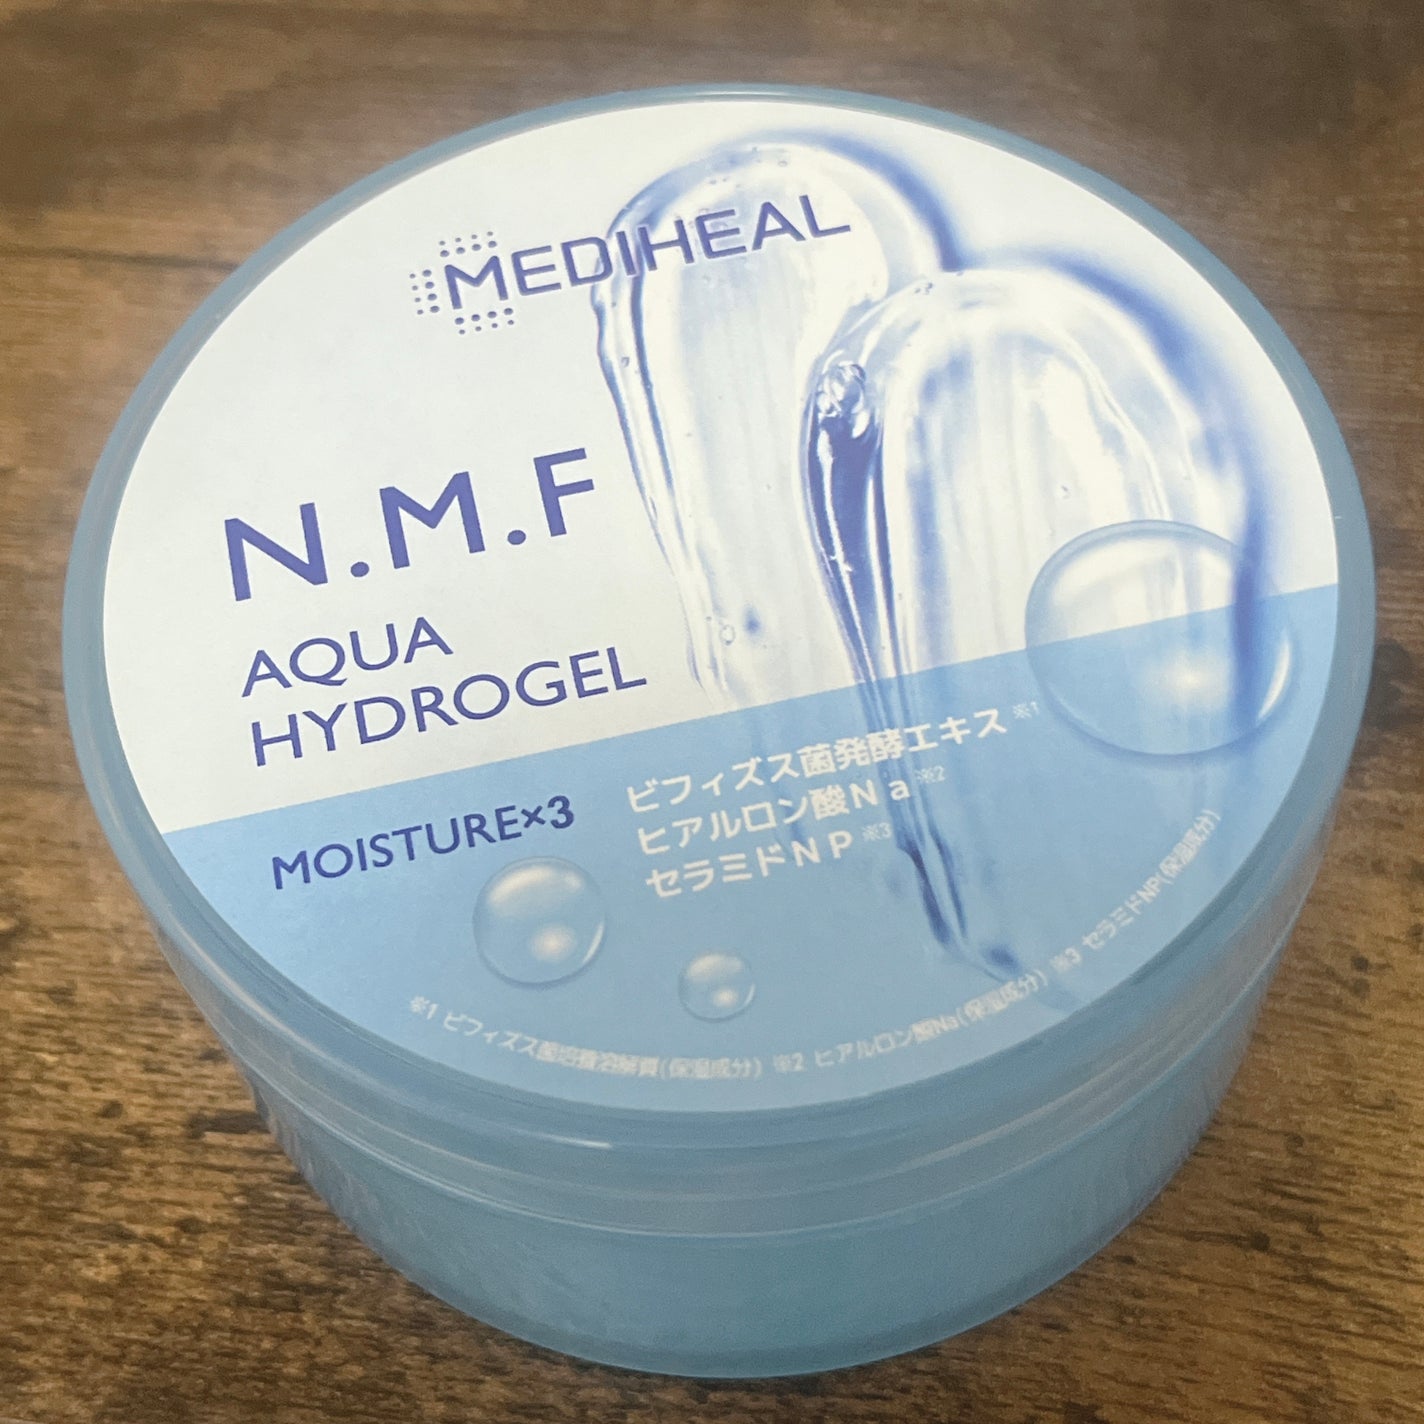 MEDIHEAL
N.M.F
AQUA
HYDROGEL
MOISTURE×3
ビフィズス菌発酵エキス※1
ヒアルロン酸Na※2
セラミドNP※3
※1 ビフィズス菌培養溶解質(保湿成分) ※2 ヒアルロン酸Na(保湿成分) ※3 セラミドNP(保湿成分)